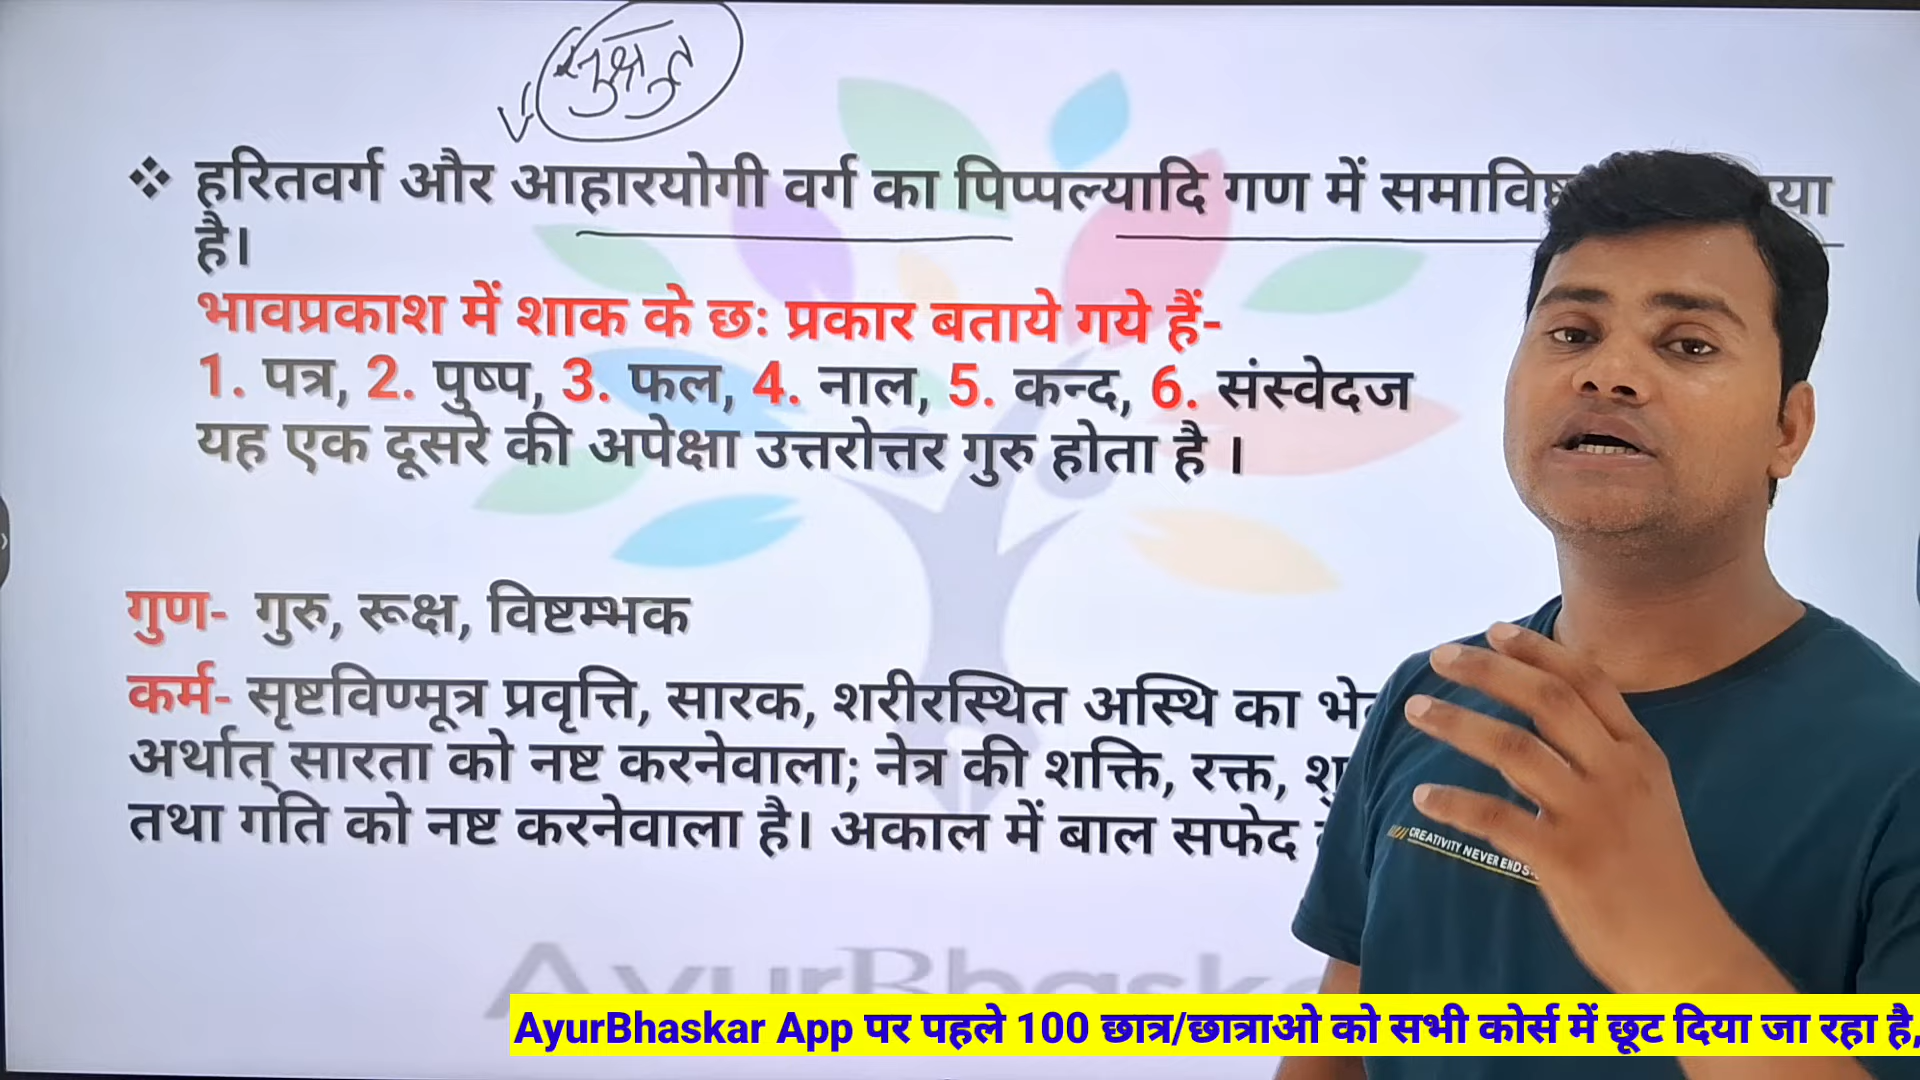 सुश्रुत
❖ हरितवर्ग और आहारयोगी वर्ग का पिप्पल्यादि गण में
है।
भावप्रकाश में शाक के छः प्रकार बताये गये हैं-
1. पत्र, 2. पुष्प, 3. फल, 4. नाल, 5. कन्द, 6. संस्वेदज
यह एक दूसरे की अपेक्षा उत्तरोत्तर गुरु होता है ।
गुण- गुरु, रूक्ष, विष्टम्भक
कर्म- सृष्टविण्मूत्र प्रवृत्ति, सारक, शरीरस्थित अस्थि का
अर्थात् सारता को नष्ट करनेवाला; नेत्र की शक्ति, रक्त,
तथा गति को नष्ट करनेवाला है। अकाल में बाल सफेद
CREATIVITY NEVER ENDS
AyurBhaska
AyurBhaskar App पर पहले 100 छात्र/छात्राओ को सभी कोर्स में छूट दिया जा रहा है,